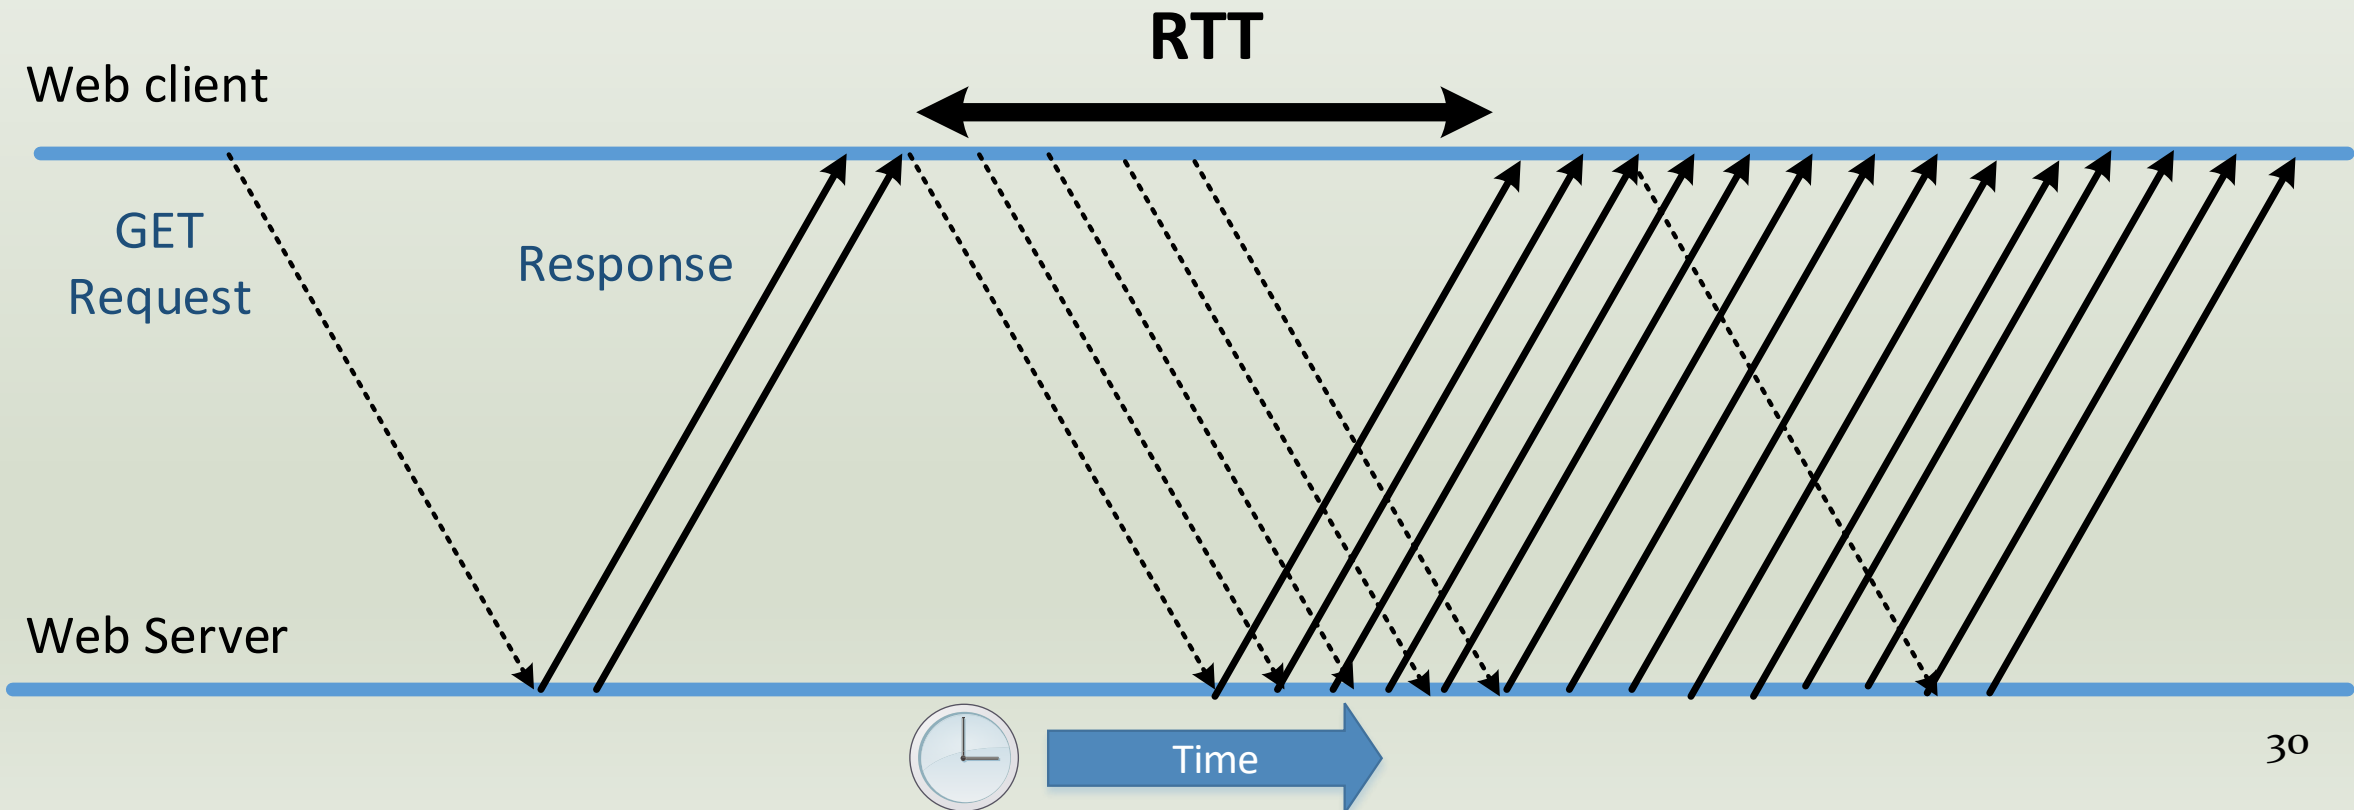 RTT
Web client
GET
Request
Response
Web Server
Time
30